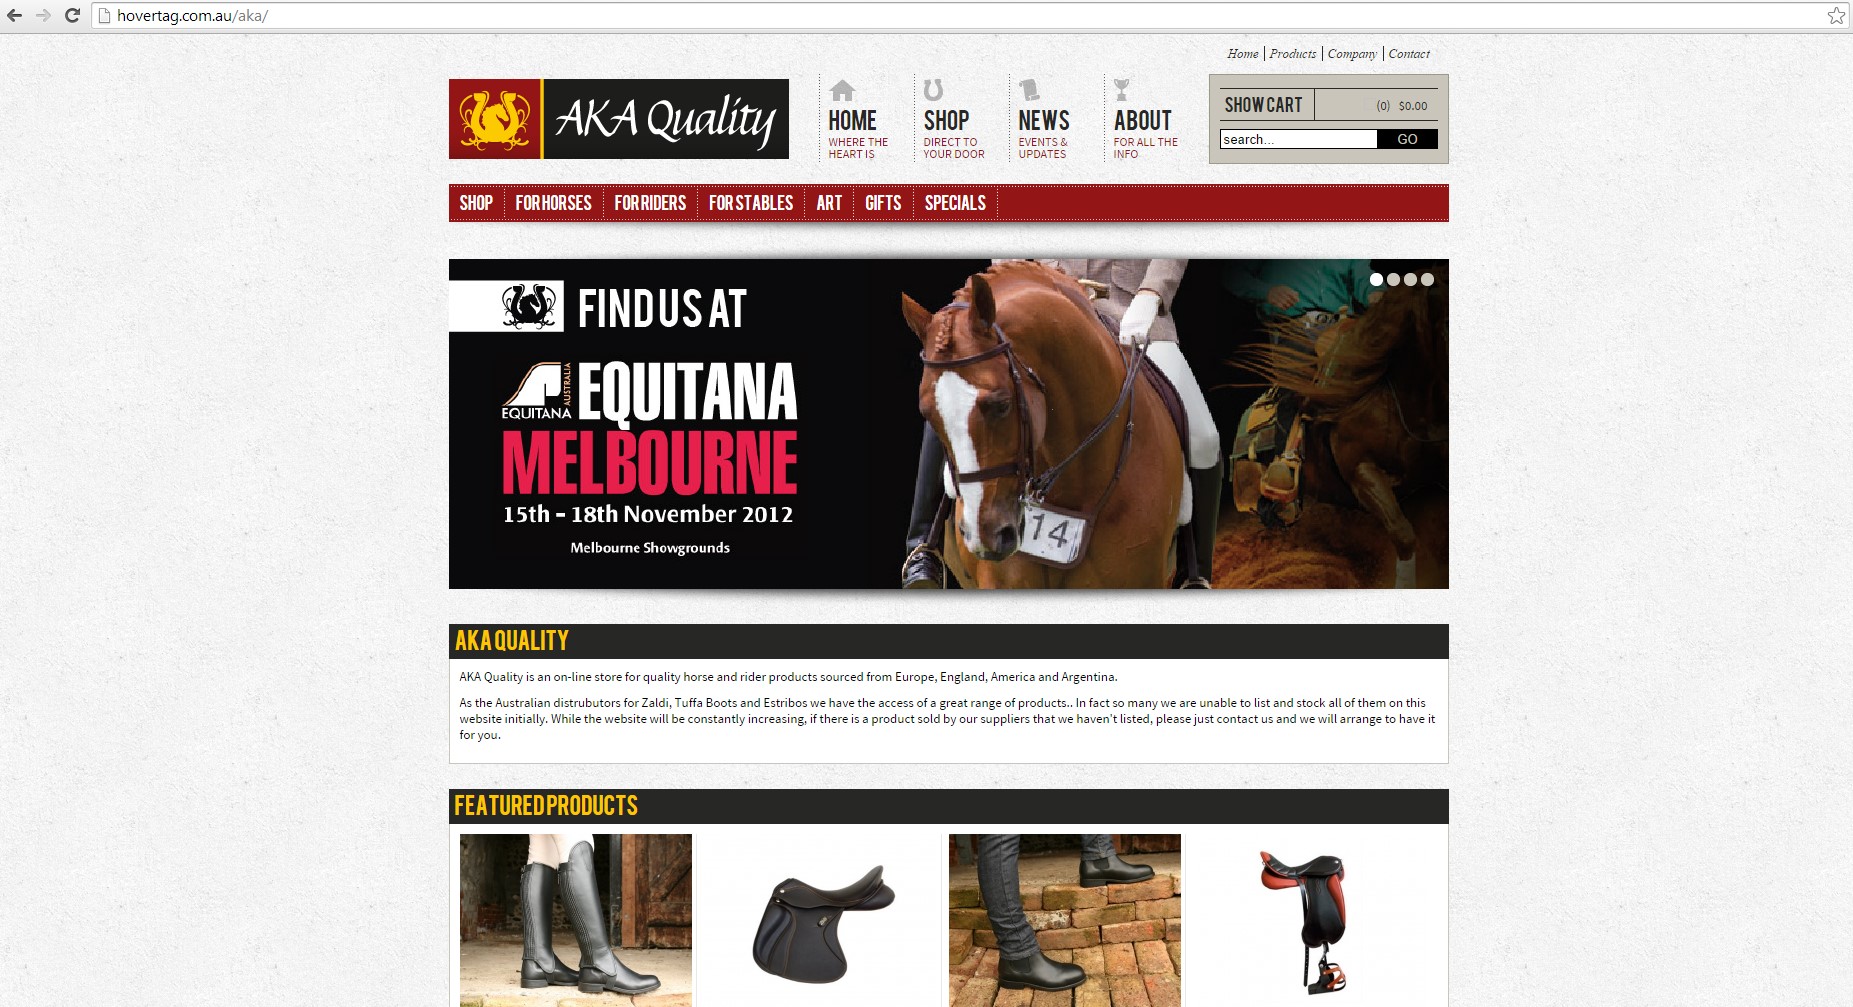 hovertag.com.au/aka/
Home | Products | Company | Contact
AKA Quality
HOME
WHERE THE
HEART IS
SHOP
DIRECT TO
YOUR DOOR
NEWS
EVENTS &
UPDATES
ABOUT
FOR ALL THE
INFO
SHOW CART (0) $0.00
search... GO
SHOP FOR HORSES FOR RIDERS FOR STABLES ART GIFTS SPECIALS
FIND US AT
EQUITANA AUSTRALIA
EQUITANA
MELBOURNE
15th - 18th November 2012
Melbourne Showgrounds
14
AKA QUALITY
AKA Quality is an on-line store for quality horse and rider products sourced from Europe, England, America and Argentina.
As the Australian distrubutors for Zaldi, Tuffa Boots and Estribos we have the access of a great range of products.. In fact so many we are unable to list and stock all of them on this
website initially. While the website will be constantly increasing, if there is a product sold by our suppliers that we haven't listed, please just contact us and we will arrange to have it
for you.
FEATURED PRODUCTS